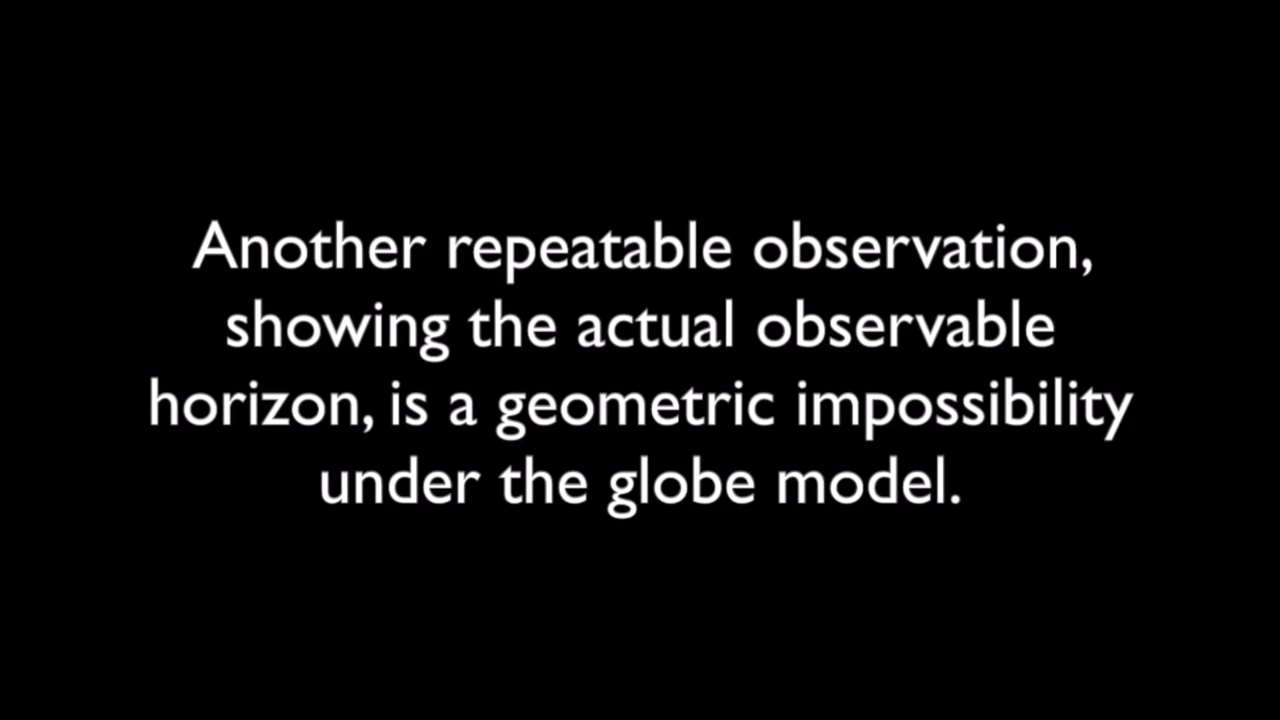 Another repeatable observation,
showing the actual observable
horizon, is a geometric impossibility
under the globe model.